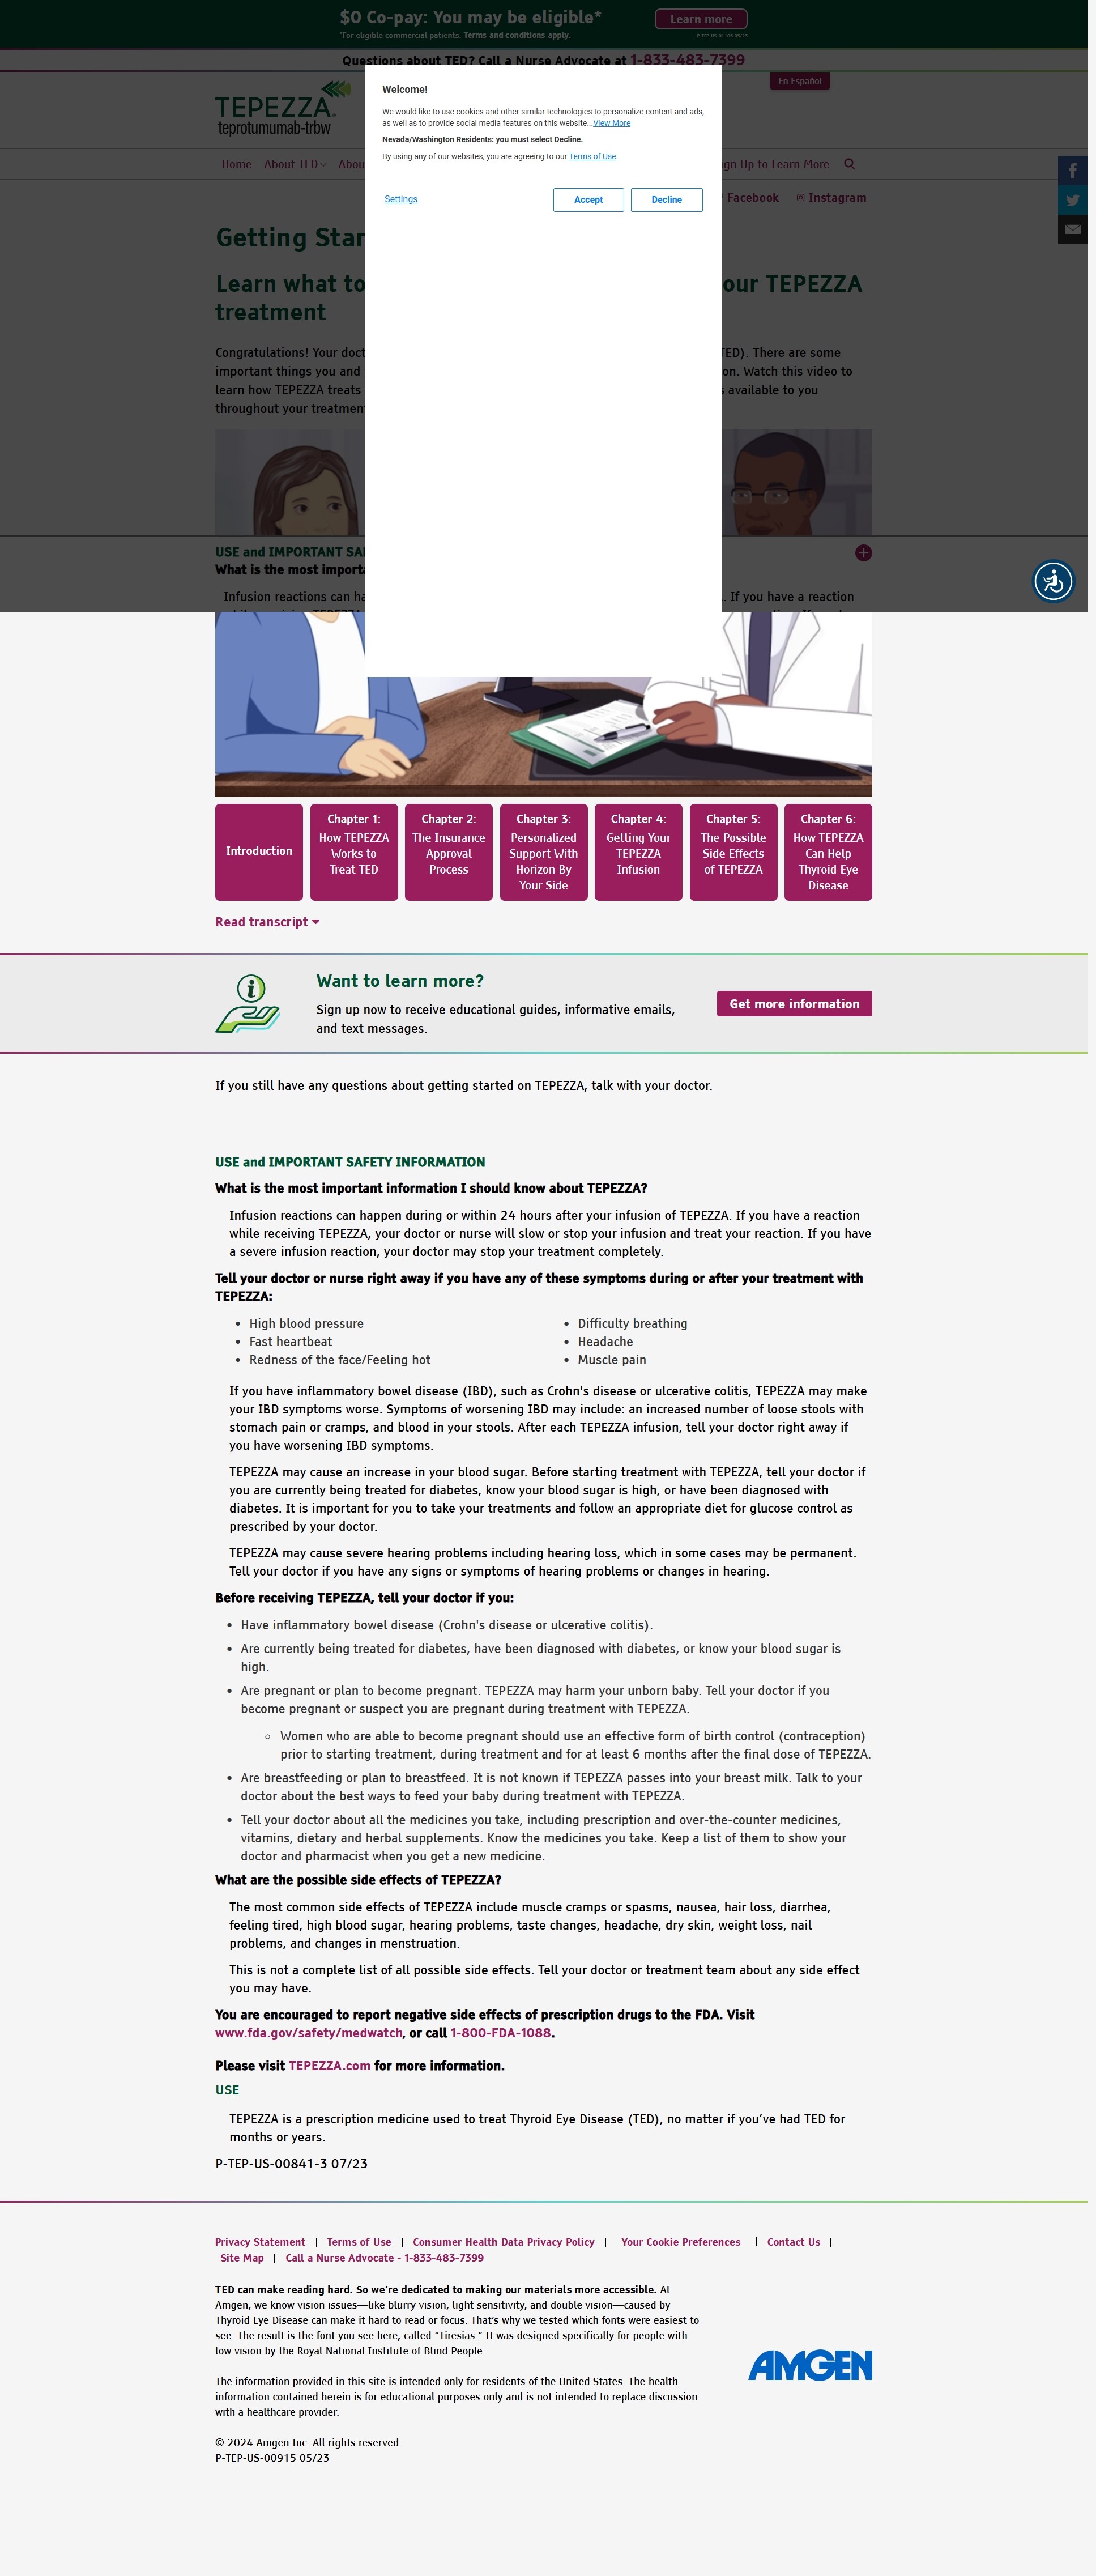 $0 Co-pay: You may be eligible*
Learn more
*For eligible commercial patients. Terms and conditions apply.
Questions about TED? Call a Nurse Advocate at 1-833-483-7399
En Español
TEPEZZA
teprotumumab-trbw
Home About TED Abou
gn Up to Learn More
Facebook Instagram
Welcome!
We would like to use cookies and other similar technologies to personalize content and ads,
as well as to provide social media features on this website...View More
Nevada/Washington Residents: you must select Decline.
By using any of our websites, you are agreeing to our Terms of Use.
Settings
Accept
Decline
Getting Star
Learn what to our TEPEZZA
treatment
Congratulations! Your doct TED). There are some
important things you and on. Watch this video to
learn how TEPEZZA treats s available to you
throughout your treatment
USE and IMPORTANT SA
What is the most importa
Infusion reactions can ha . If you have a reaction
Introduction
Chapter 1:
How TEPEZZA
Works to
Treat TED
Chapter 2:
The Insurance
Approval
Process
Chapter 3:
Personalized
Support With
Horizon By
Your Side
Chapter 4:
Getting Your
TEPEZZA
Infusion
Chapter 5:
The Possible
Side Effects
of TEPEZZA
Chapter 6:
How TEPEZZA
Can Help
Thyroid Eye
Disease
Read transcript
Want to learn more?
Sign up now to receive educational guides, informative emails,
and text messages.
Get more information
If you still have any questions about getting started on TEPEZZA, talk with your doctor.
USE and IMPORTANT SAFETY INFORMATION
What is the most important information I should know about TEPEZZA?
Infusion reactions can happen during or within 24 hours after your infusion of TEPEZZA. If you have a reaction
while receiving TEPEZZA, your doctor or nurse will slow or stop your infusion and treat your reaction. If you have
a severe infusion reaction, your doctor may stop your treatment completely.
Tell your doctor or nurse right away if you have any of these symptoms during or after your treatment with
TEPEZZA:
• High blood pressure
• Fast heartbeat
• Redness of the face/Feeling hot
• Difficulty breathing
• Headache
• Muscle pain
If you have inflammatory bowel disease (IBD), such as Crohn's disease or ulcerative colitis, TEPEZZA may make
your IBD symptoms worse. Symptoms of worsening IBD may include: an increased number of loose stools with
stomach pain or cramps, and blood in your stools. After each TEPEZZA infusion, tell your doctor right away if
you have worsening IBD symptoms.
TEPEZZA may cause an increase in your blood sugar. Before starting treatment with TEPEZZA, tell your doctor if
you are currently being treated for diabetes, know your blood sugar is high, or have been diagnosed with
diabetes. It is important for you to take your treatments and follow an appropriate diet for glucose control as
prescribed by your doctor.
TEPEZZA may cause severe hearing problems including hearing loss, which in some cases may be permanent.
Tell your doctor if you have any signs or symptoms of hearing problems or changes in hearing.
Before receiving TEPEZZA, tell your doctor if you:
• Have inflammatory bowel disease (Crohn's disease or ulcerative colitis).
• Are currently being treated for diabetes, have been diagnosed with diabetes, or know your blood sugar is
high.
• Are pregnant or plan to become pregnant. TEPEZZA may harm your unborn baby. Tell your doctor if you
become pregnant or suspect you are pregnant during treatment with TEPEZZA.
○ Women who are able to become pregnant should use an effective form of birth control (contraception)
prior to starting treatment, during treatment and for at least 6 months after the final dose of TEPEZZA.
• Are breastfeeding or plan to breastfeed. It is not known if TEPEZZA passes into your breast milk. Talk to your
doctor about the best ways to feed your baby during treatment with TEPEZZA.
• Tell your doctor about all the medicines you take, including prescription and over-the-counter medicines,
vitamins, dietary and herbal supplements. Know the medicines you take. Keep a list of them to show your
doctor and pharmacist when you get a new medicine.
What are the possible side effects of TEPEZZA?
The most common side effects of TEPEZZA include muscle cramps or spasms, nausea, hair loss, diarrhea,
feeling tired, high blood sugar, hearing problems, taste changes, headache, dry skin, weight loss, nail
problems, and changes in menstruation.
This is not a complete list of all possible side effects. Tell your doctor or treatment team about any side effect
you may have.
You are encouraged to report negative side effects of prescription drugs to the FDA. Visit
www.fda.gov/safety/medwatch, or call 1-800-FDA-1088.
Please visit TEPEZZA.com for more information.
USE
TEPEZZA is a prescription medicine used to treat Thyroid Eye Disease (TED), no matter if you’ve had TED for
months or years.
P-TEP-US-00841-3 07/23
Privacy Statement | Terms of Use | Consumer Health Data Privacy Policy | Your Cookie Preferences | Contact Us |
Site Map | Call a Nurse Advocate - 1-833-483-7399
TED can make reading hard. So we’re dedicated to making our materials more accessible. At
Amgen, we know vision issues—like blurry vision, light sensitivity, and double vision—caused by
Thyroid Eye Disease can make it hard to read or focus. That’s why we tested which fonts were easiest to
see. The result is the font you see here, called “Tiresias.” It was designed specifically for people with
low vision by the Royal National Institute of Blind People.
AMGEN
The information provided in this site is intended only for residents of the United States. The health
information contained herein is for educational purposes only and is not intended to replace discussion
with a healthcare provider.
© 2024 Amgen Inc. All rights reserved.
P-TEP-US-00915 05/23